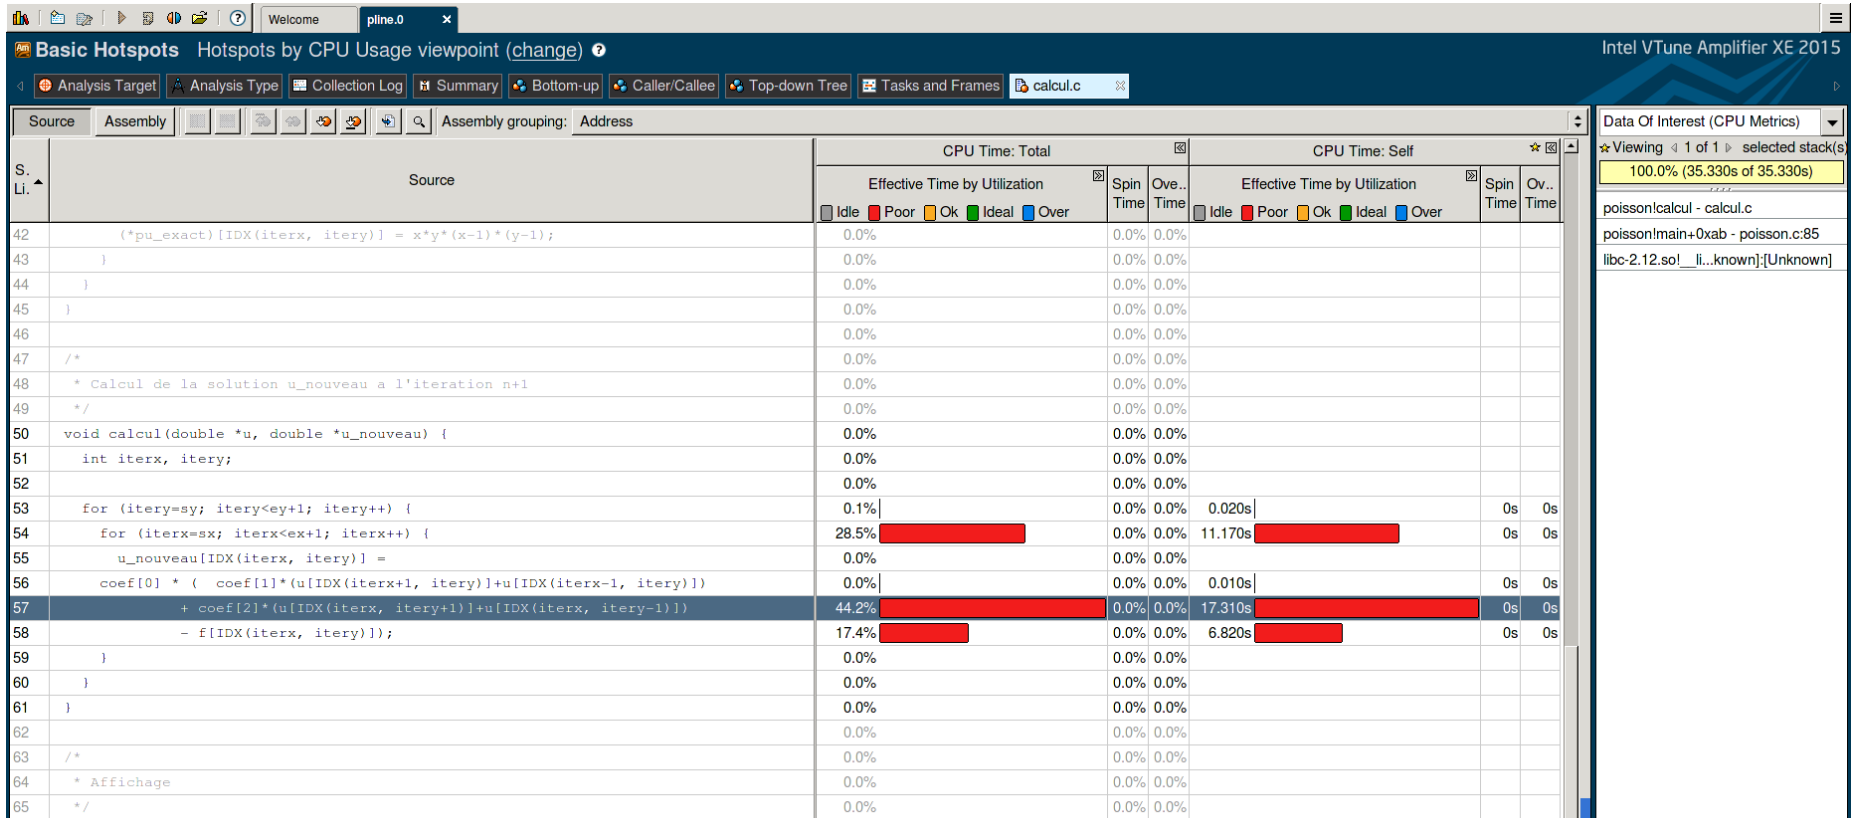 Welcome
pline.0
Basic Hotspots Hotspots by CPU Usage viewpoint (change)
Intel VTune Amplifier XE 2015
Analysis Target Analysis Type Collection Log Summary Bottom-up Caller/Callee Top-down Tree Tasks and Frames calcul.c
Source Assembly Assembly grouping: Address
Data Of Interest (CPU Metrics)
Viewing 1 of 1 selected stack(s)
100.0% (35.330s of 35.330s)
poisson!calcul - calcul.c
poisson!main+0xab - poisson.c:85
libc-2.12.so!__li...known]:[Unknown]
S. Li. Source
CPU Time: Total CPU Time: Self
Effective Time by Utilization Spin Time Ove.. Time Effective Time by Utilization Spin Time Ov.. Time
Idle Poor Ok Ideal Over Idle Poor Ok Ideal Over
42 (*pu_exact)[IDX(iterx, itery)] = x*y*(x-1)*(y-1); 0.0% 0.0% 0.0%
43 } 0.0% 0.0% 0.0%
44 } 0.0% 0.0% 0.0%
45 } 0.0% 0.0% 0.0%
46 0.0% 0.0% 0.0%
47 /* 0.0% 0.0% 0.0%
48 * Calcul de la solution u_nouveau a l'iteration n+1 0.0% 0.0% 0.0%
49 */ 0.0% 0.0% 0.0%
50 void calcul(double *u, double *u_nouveau) { 0.0% 0.0% 0.0%
51 int iterx, itery; 0.0% 0.0% 0.0%
52 0.0% 0.0% 0.0%
53 for (itery=sy; itery<ey+1; itery++) { 0.1% 0.0% 0.0% 0.020s 0s 0s
54 for (iterx=sx; iterx<ex+1; iterx++) { 28.5% 0.0% 0.0% 11.170s 0s 0s
55 u_nouveau[IDX(iterx, itery)] = 0.0% 0.0% 0.0%
56 coef[0] * ( coef[1]*(u[IDX(iterx+1, itery)]+u[IDX(iterx-1, itery)]) 0.0% 0.0% 0.0% 0.010s 0s 0s
57 + coef[2]*(u[IDX(iterx, itery+1)]+u[IDX(iterx, itery-1)]) 44.2% 0.0% 0.0% 17.310s 0s 0s
58 - f[IDX(iterx, itery)]); 17.4% 0.0% 0.0% 6.820s 0s 0s
59 } 0.0% 0.0% 0.0%
60 } 0.0% 0.0% 0.0%
61 } 0.0% 0.0% 0.0%
62 0.0% 0.0% 0.0%
63 /* 0.0% 0.0% 0.0%
64 * Affichage 0.0% 0.0% 0.0%
65 */ 0.0% 0.0% 0.0%